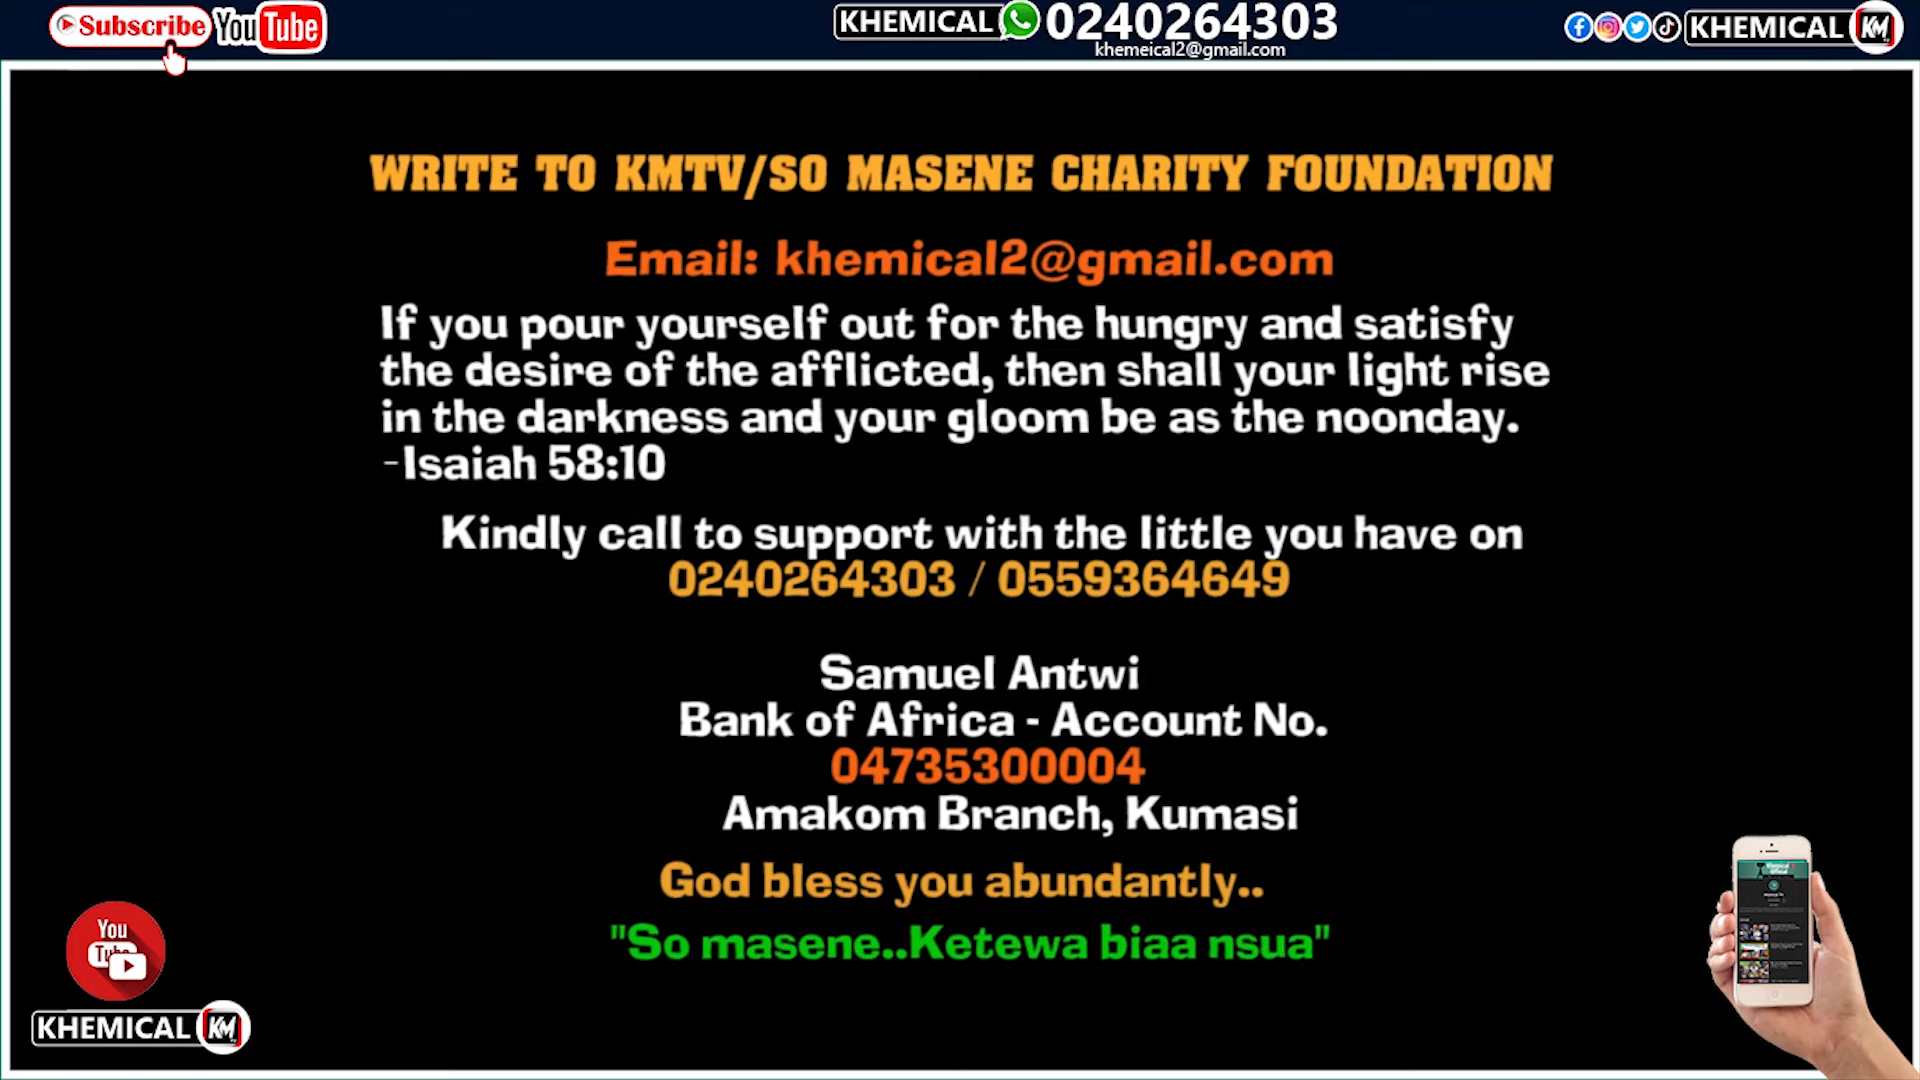 Subscribe YouTube
KHEMICAL 0240264303
khemeical2@gmail.com
KHEMICAL KM
WRITE TO KMTV/SO MASENE CHARITY FOUNDATION
Email: khemical2@gmail.com
If you pour yourself out for the hungry and satisfy
the desire of the afflicted, then shall your light rise
in the darkness and your gloom be as the noonday.
-Isaiah 58:10
Kindly call to support with the little you have on
0240264303 / 0559364649
Samuel Antwi
Bank of Africa - Account No.
04735300004
Amakom Branch, Kumasi
God bless you abundantly..
"So masene..Ketewa biaa nsua"
You
Tube
KHEMICAL KM